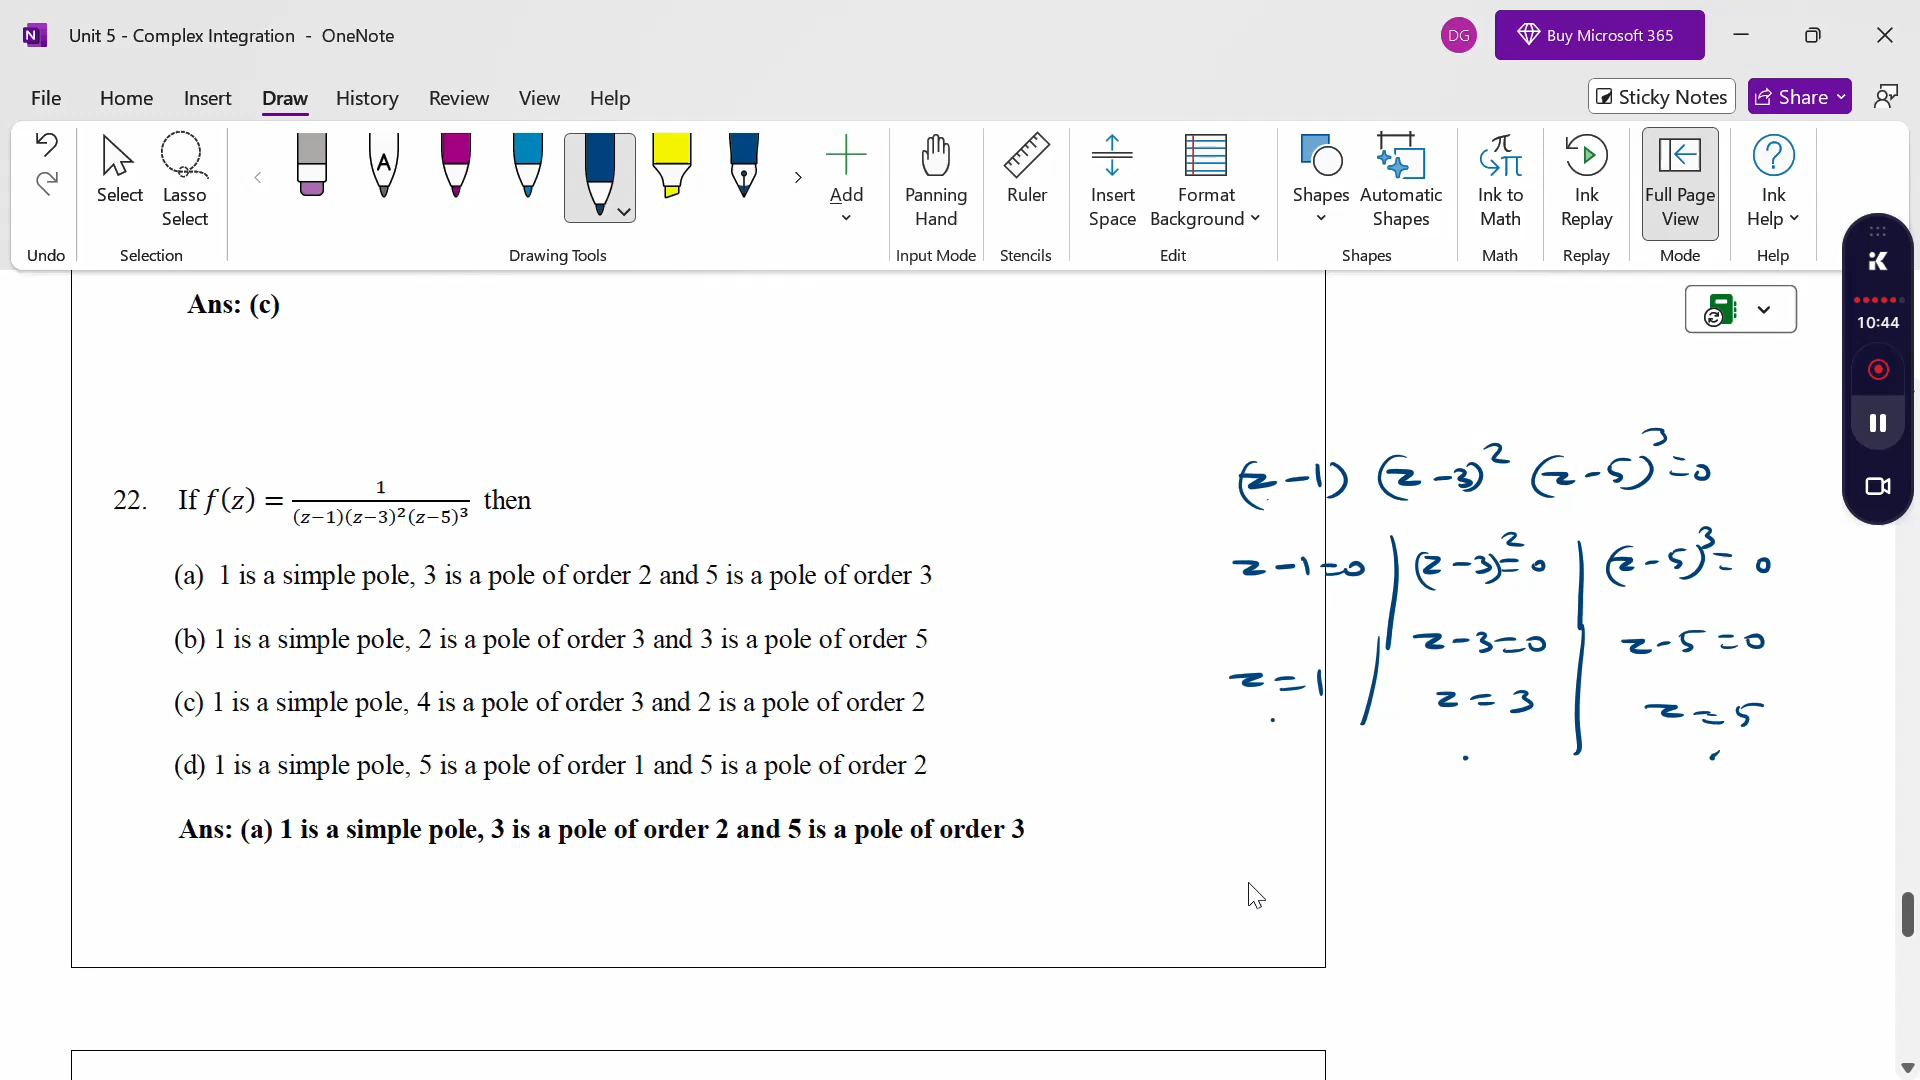 Unit 5 - Complex Integration - OneNote
DG
Buy Microsoft 365
File Home Insert Draw History Review View Help
Sticky Notes
Share
Select
Lasso Select
A
Add
Panning Hand
Ruler
Insert Space
Format Background
Shapes
Automatic Shapes
Ink to Math
Ink Replay
Full Page View
Ink Help
Undo Selection Drawing Tools Input Mode Stencils Edit Shapes Math Replay Mode Help
10:44
Ans: (c)
22. If f(z) = 1/((z−1)(z−3)²(z−5)³) then
(a) 1 is a simple pole, 3 is a pole of order 2 and 5 is a pole of order 3
(b) 1 is a simple pole, 2 is a pole of order 3 and 3 is a pole of order 5
(c) 1 is a simple pole, 4 is a pole of order 3 and 2 is a pole of order 2
(d) 1 is a simple pole, 5 is a pole of order 1 and 5 is a pole of order 2
Ans: (a) 1 is a simple pole, 3 is a pole of order 2 and 5 is a pole of order 3
(z-1) (z-3)² (z-5)³=0
z-1=0 (z-3)²=0 (z-5)³=0
z-3=0 z-5=0
z=1 z=3 z=5